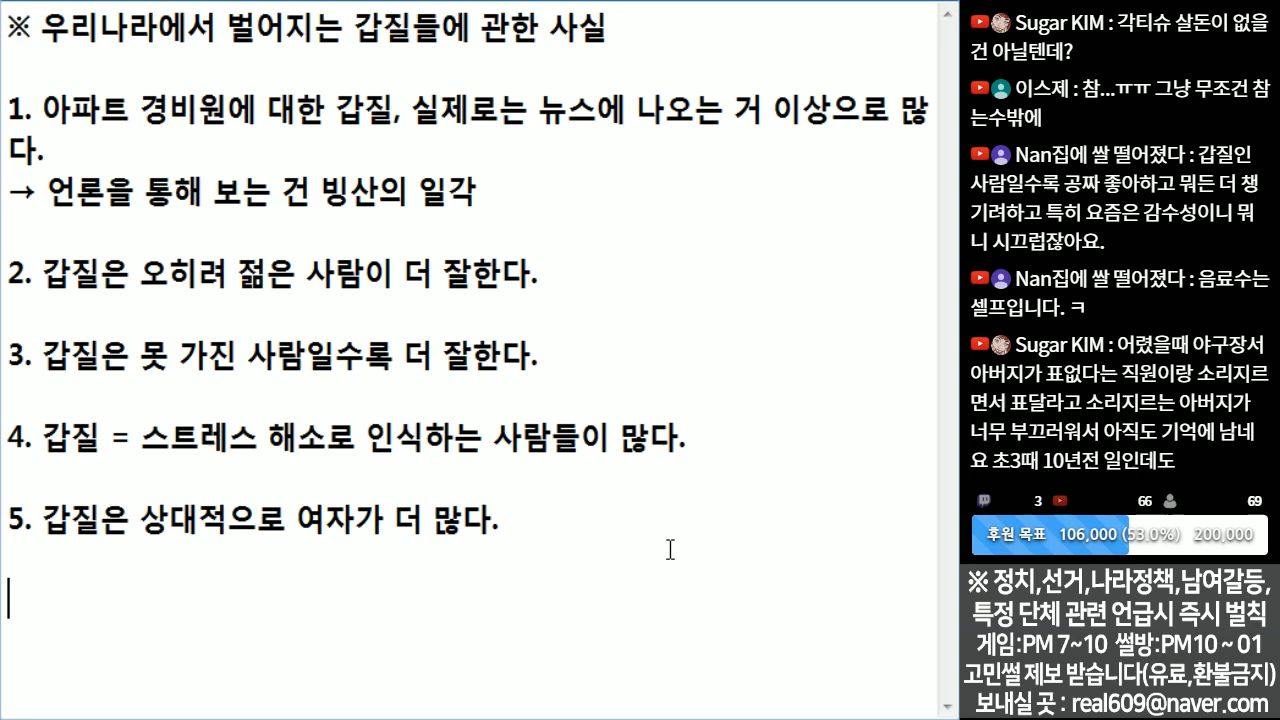 ※ 우리나라에서 벌어지는 갑질들에 관한 사실
1. 아파트 경비원에 대한 갑질, 실제로는 뉴스에 나오는 거 이상으로 많
다.
→ 언론을 통해 보는 건 빙산의 일각
2. 갑질은 오히려 젊은 사람이 더 잘한다.
3. 갑질은 못 가진 사람일수록 더 잘한다.
4. 갑질 = 스트레스 해소로 인식하는 사람들이 많다.
5. 갑질은 상대적으로 여자가 더 많다.
Sugar KIM : 각티슈 살돈이 없을
건 아닐텐데?
이스제 : 참...ㅠㅠ 그냥 무조건 참
는수밖에
Nan집에 쌀 떨어졌다 : 갑질인
사람일수록 공짜 좋아하고 뭐든 더 챙
기려하고 특히 요즘은 감수성이니 뭐
니 시끄럽잖아요.
Nan집에 쌀 떨어졌다 : 음료수는
셀프입니다. ㅋ
Sugar KIM : 어렸을때 야구장서
아버지가 표없다는 직원이랑 소리지르
면서 표달라고 소리지르는 아버지가
너무 부끄러워서 아직도 기억에 남네
요 초3때 10년전 일인데도
3 66 69
후원 목표 106,000 (53.0%) 200,000
※ 정치,선거,나라정책,남여갈등,
특정 단체 관련 언급시 즉시 벌칙
게임:PM 7~10 썰방:PM10 ~ 01
고민썰 제보 받습니다(유료,환불금지)
보내실 곳 : real609@naver.com